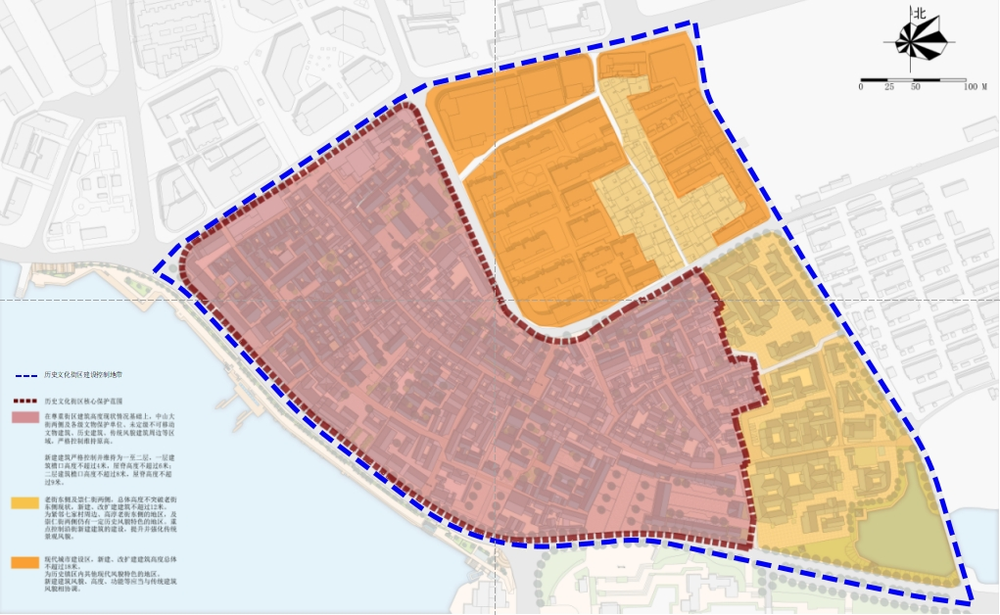 北
0 25 50 100 M
历史文化街区建设控制地带
历史文化街区核心保护范围
在尊重街区建筑高度现状情况基础上，中山大
街两侧及各级文物保护单位、未定级不可移动
文物建筑、历史建筑、传统风貌建筑周边等区
域，严格控制维持原高。
新建建筑严格控制并维持为一至二层，一层建
筑檐口高度不超过4米，屋脊高度不超过6米；
二层建筑檐口高度不超过8米，屋脊高度不超
过9米。
老街东侧及崇仁街两侧，总体高度不突破老街
东侧现状，新建、改扩建建筑不超过12米。
为紧邻七家村周边、高淳老街东侧的地区，及
崇仁街两侧仍有一定历史风貌特色的地区，重
点控制沿街新建建筑的建设，能并并强化传统
景观风貌。
现代城市建设区，新建、改扩建建筑高度总体
不超过18米。
为历史镇区内其他现代风貌特色的地区，
新建建筑风貌、高度、功能等应当与传统建筑
风貌相协调。